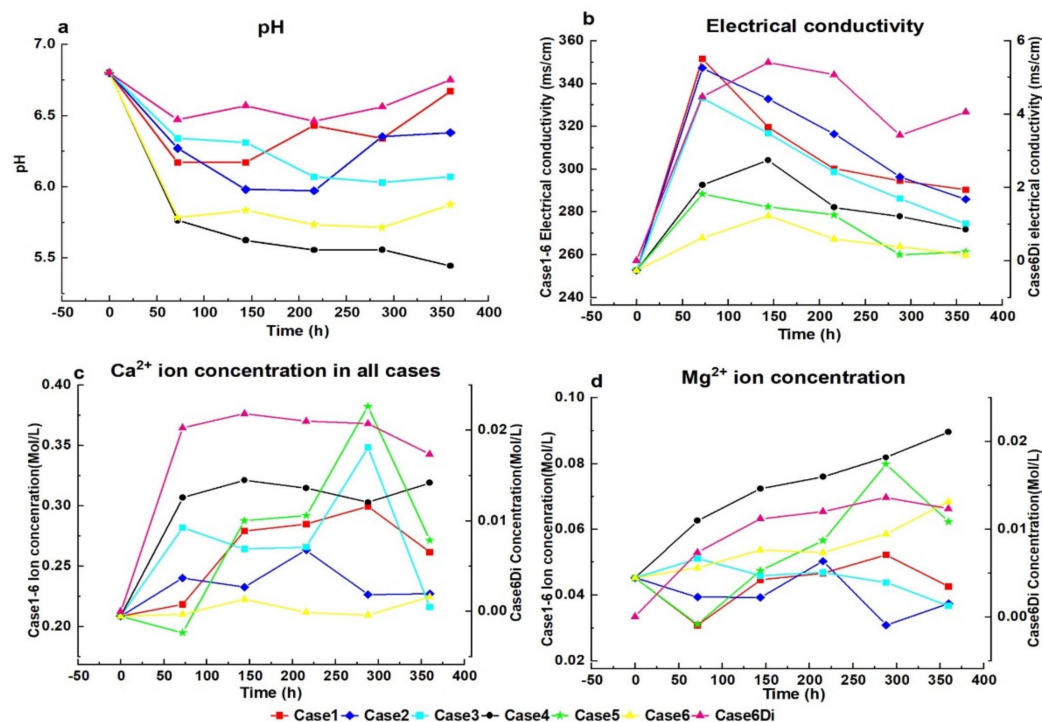 a
pH
7.0
6.5
6.0
5.5
pH
-50 0 50 100 150 200 250 300 350 400
Time (h)
b
Electrical conductivity
360
340
320
300
280
260
240
Case1-6 Electrical conductivity (ms/cm)
6
4
2
0
Case6Di electrical conductivity (ms/cm)
-50 0 50 100 150 200 250 300 350 400
Time (h)
c
Ca2+ ion concentration in all cases
0.40
0.35
0.30
0.25
0.20
Case1-6 Ion concentration(Mol/L)
0.02
0.01
0.00
Case6Di Concentration(Mol/L)
-50 0 50 100 150 200 250 300 350 400
Time (h)
d
Mg2+ ion concentration
0.10
0.08
0.06
0.04
0.02
Case1-6 Ion concentration(Mol/L)
0.02
0.01
0.00
Case6Di Concentration(Mol/L)
-50 0 50 100 150 200 250 300 350 400
Time (h)
Case1 Case2 Case3 Case4 Case5 Case6 Case6Di